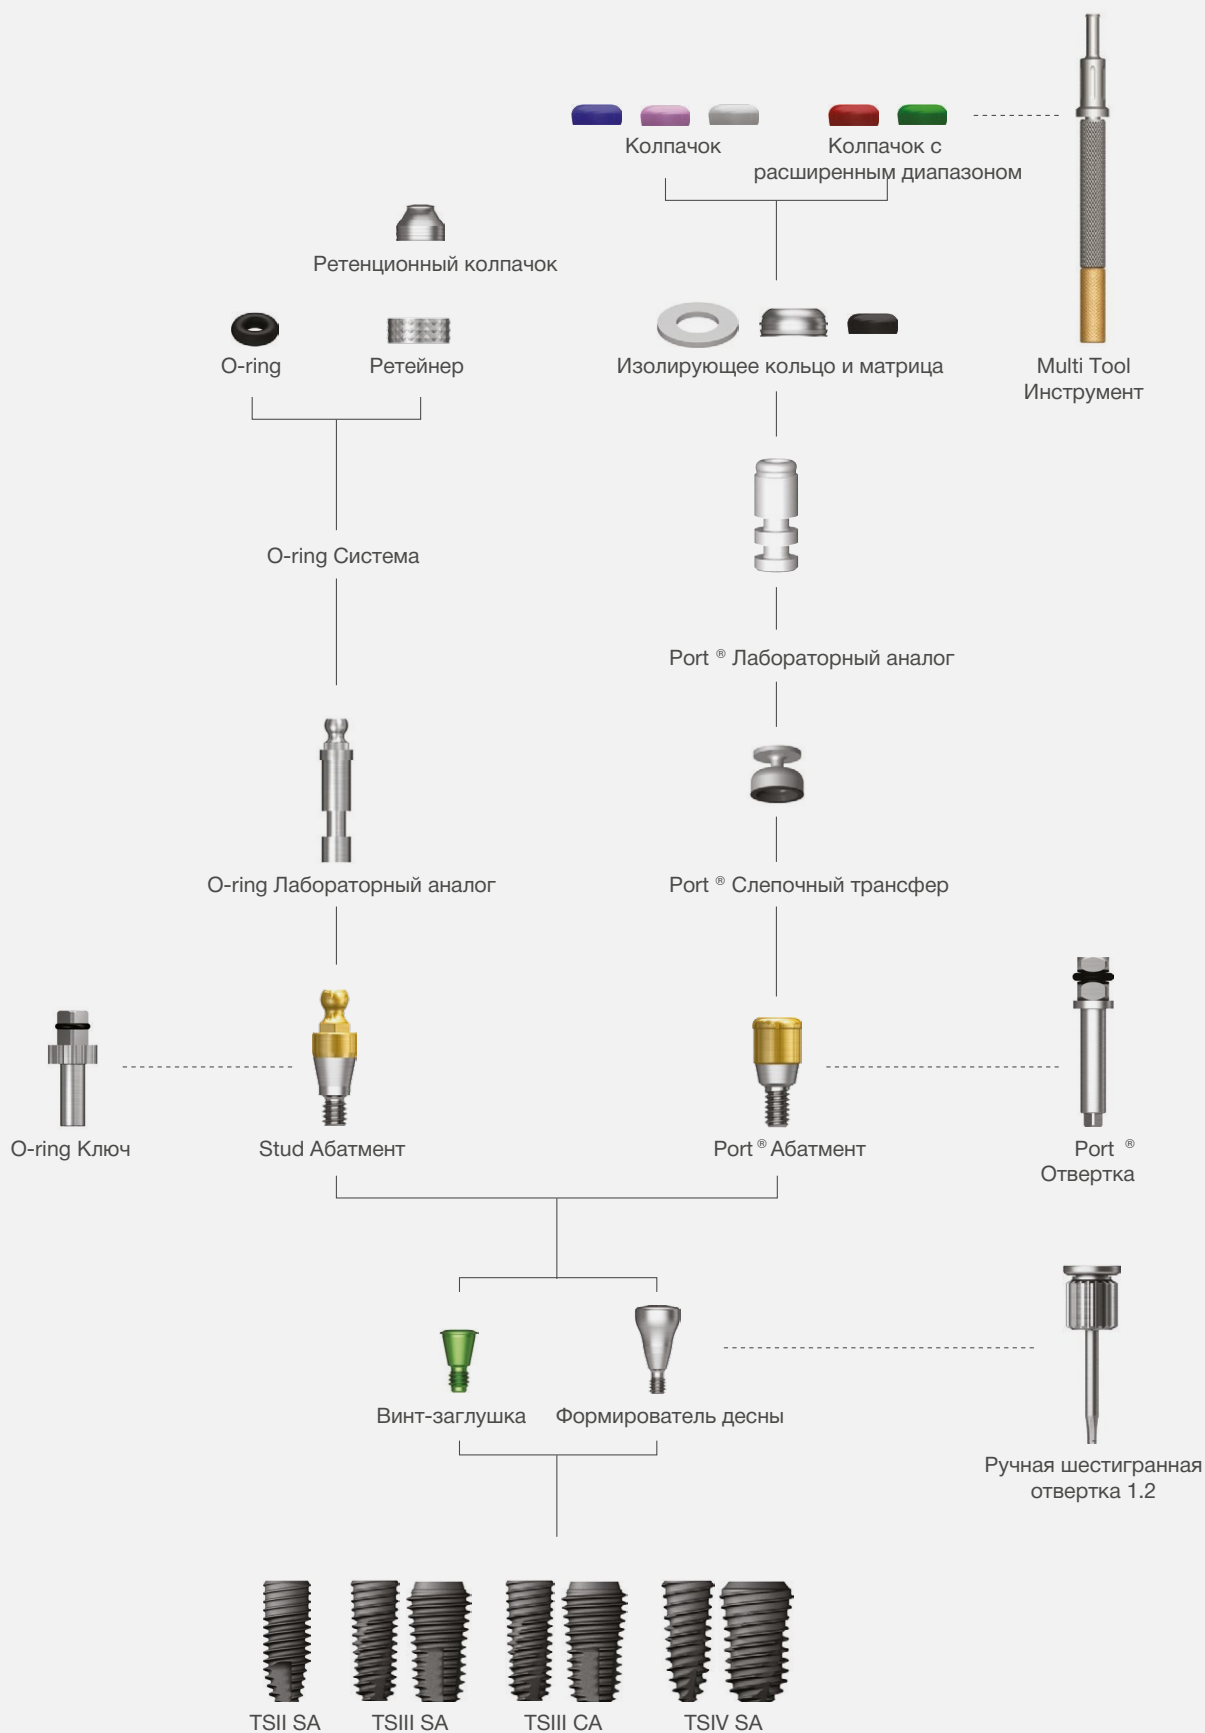 Колпачок
Колпачок с
расширенным диапазоном
Ретенционный колпачок
O-ring
Ретейнер
Изолирующее кольцо и матрица
Multi Tool
Инструмент
O-ring Система
Port ® Лабораторный аналог
O-ring Лабораторный аналог
Port ® Слепочный трансфер
O-ring Ключ
Stud Абатмент
Port ® Абатмент
Port ®
Отвертка
Винт-заглушка
Формирователь десны
Ручная шестигранная
отвертка 1.2
TSII SA
TSIII SA
TSIII CA
TSIV SA